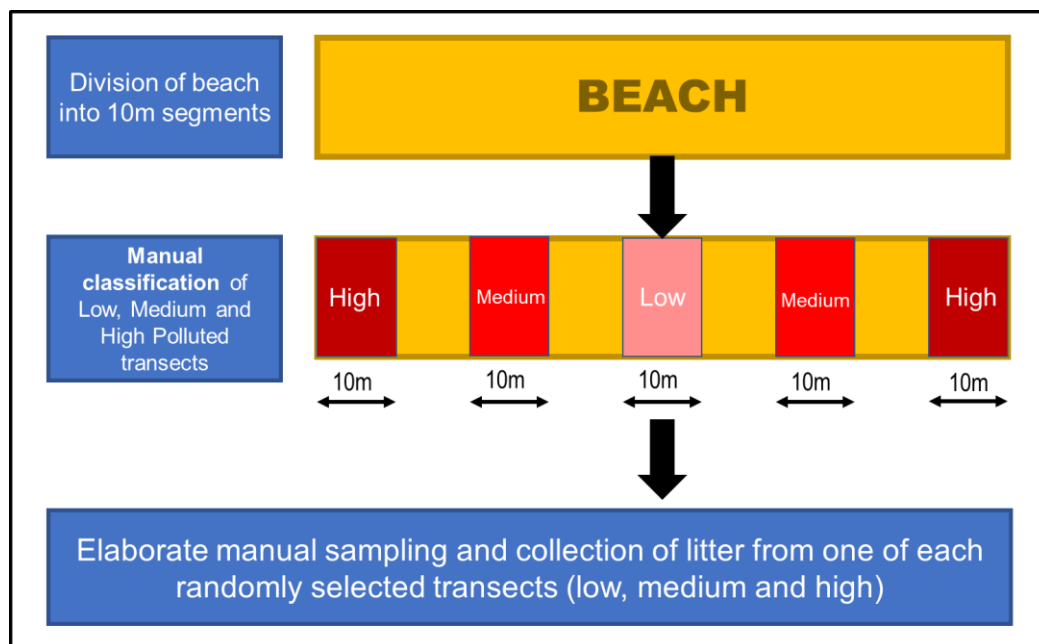 Division of beach
into 10m segments
BEACH
Manual
classification of
Low, Medium and
High Polluted
transects
High
Medium
Low
Medium
High
10m
10m
10m
10m
10m
Elaborate manual sampling and collection of litter from one of each
randomly selected transects (low, medium and high)